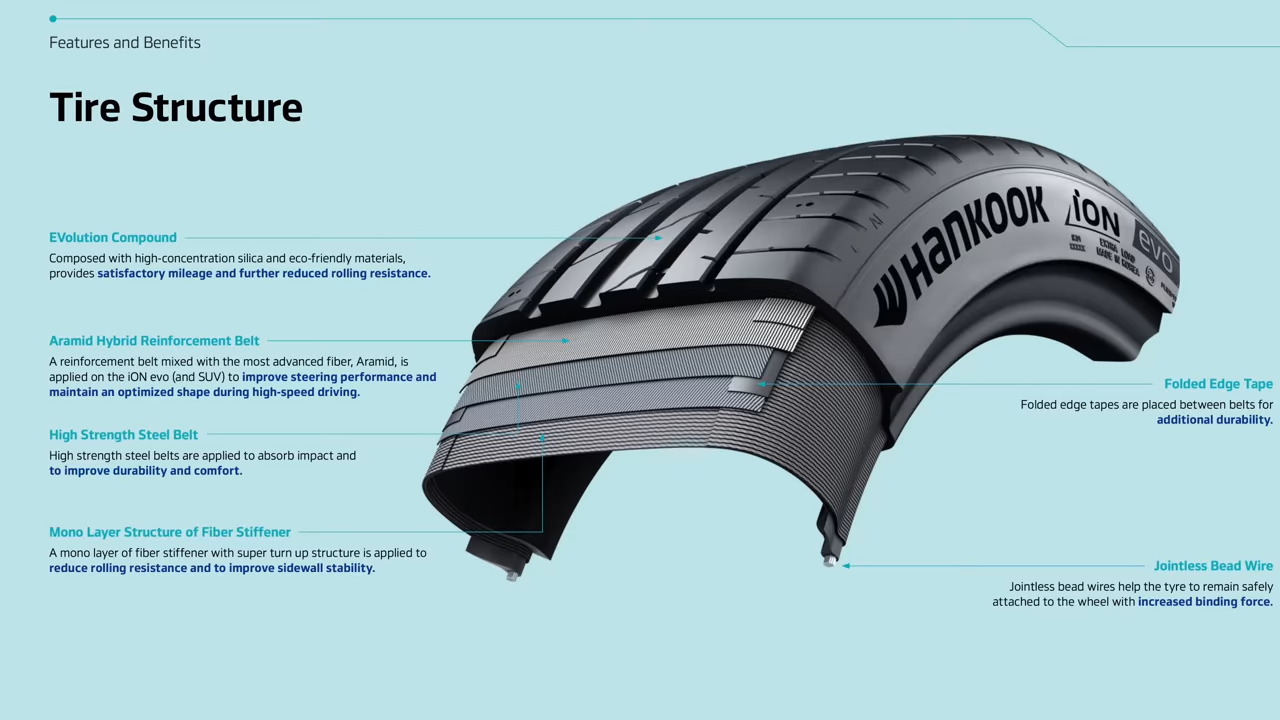 Features and Benefits
Tire Structure
EVolution Compound
Composed with high-concentration silica and eco-friendly materials,
provides satisfactory mileage and further reduced rolling resistance.
Aramid Hybrid Reinforcement Belt
A reinforcement belt mixed with the most advanced fiber, Aramid, is
applied on the iON evo (and SUV) to improve steering performance and
maintain an optimized shape during high-speed driving.
High Strength Steel Belt
High strength steel belts are applied to absorb impact and
to improve durability and comfort.
Mono Layer Structure of Fiber Stiffener
A mono layer of fiber stiffener with super turn up structure is applied to
reduce rolling resistance and to improve sidewall stability.
HANKOOK
iON
evo
EXTRA LOAD
MADE IN KOREA
Folded Edge Tape
Folded edge tapes are placed between belts for
additional durability.
Jointless Bead Wire
Jointless bead wires help the tyre to remain safely
attached to the wheel with increased binding force.